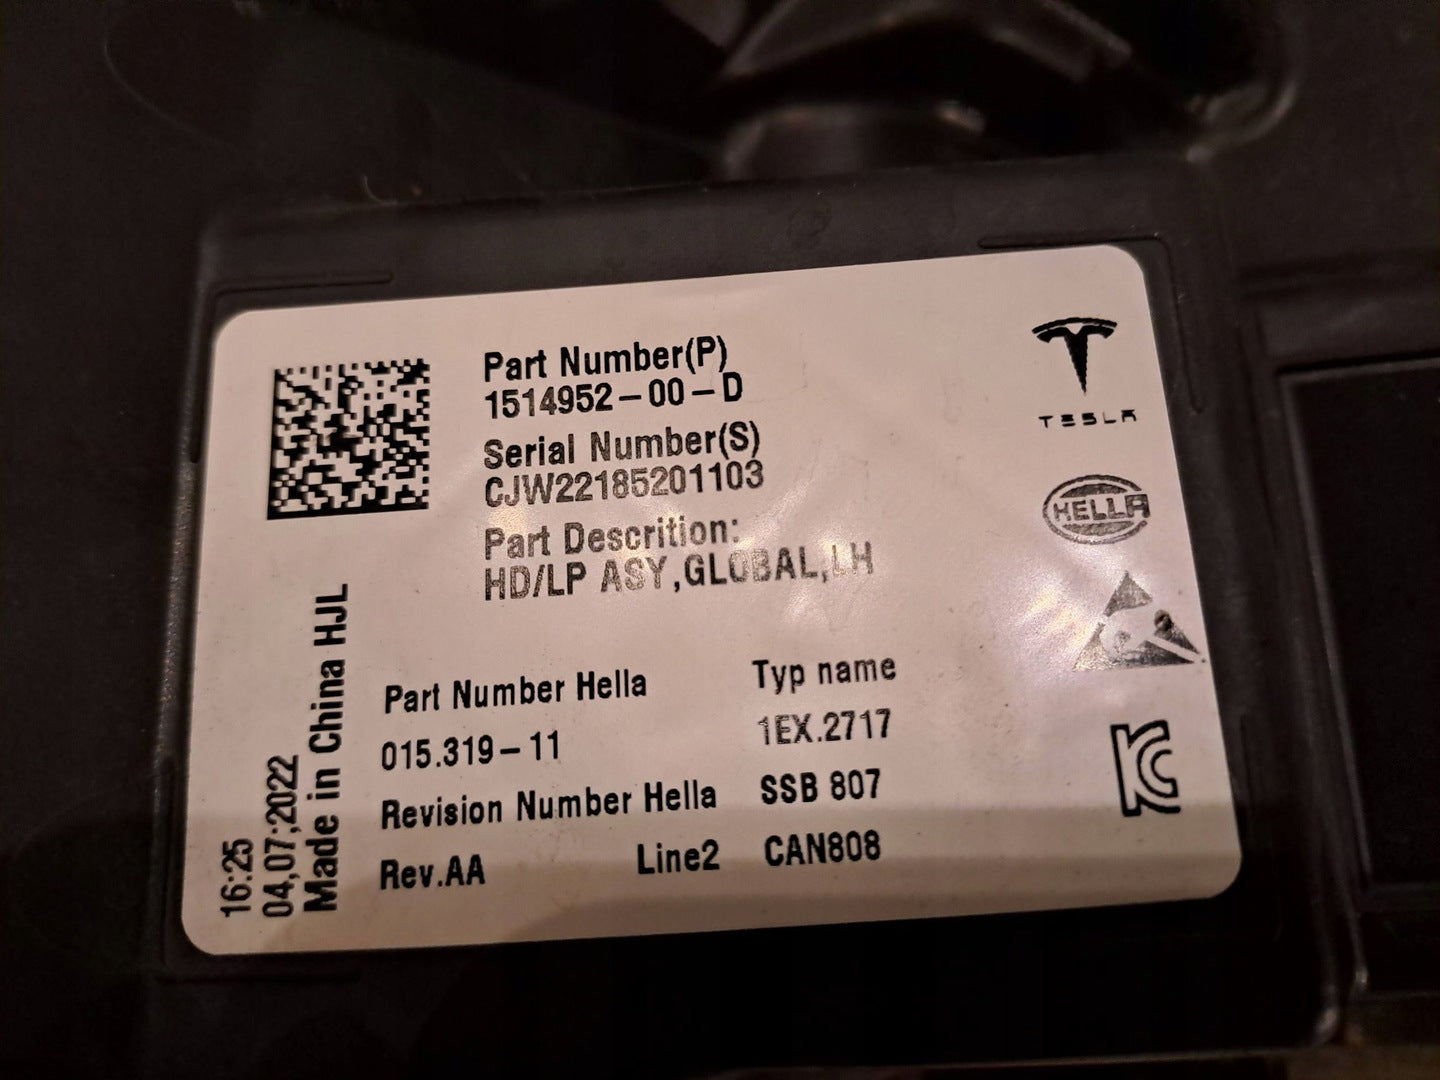 Part Number(P)
1514952-00-D
Serial Number(S)
CJW22185201103
Part Descrition:
HD/LP ASY,GLOBAL,LH
TESLA
HELLA
Part Number Hella
015.319-11
Revision Number Hella
Rev.AA
Line2
Typ name
1EX.2717
SSB 807
CAN808
16:25
04,07;2022
Made in China HJL